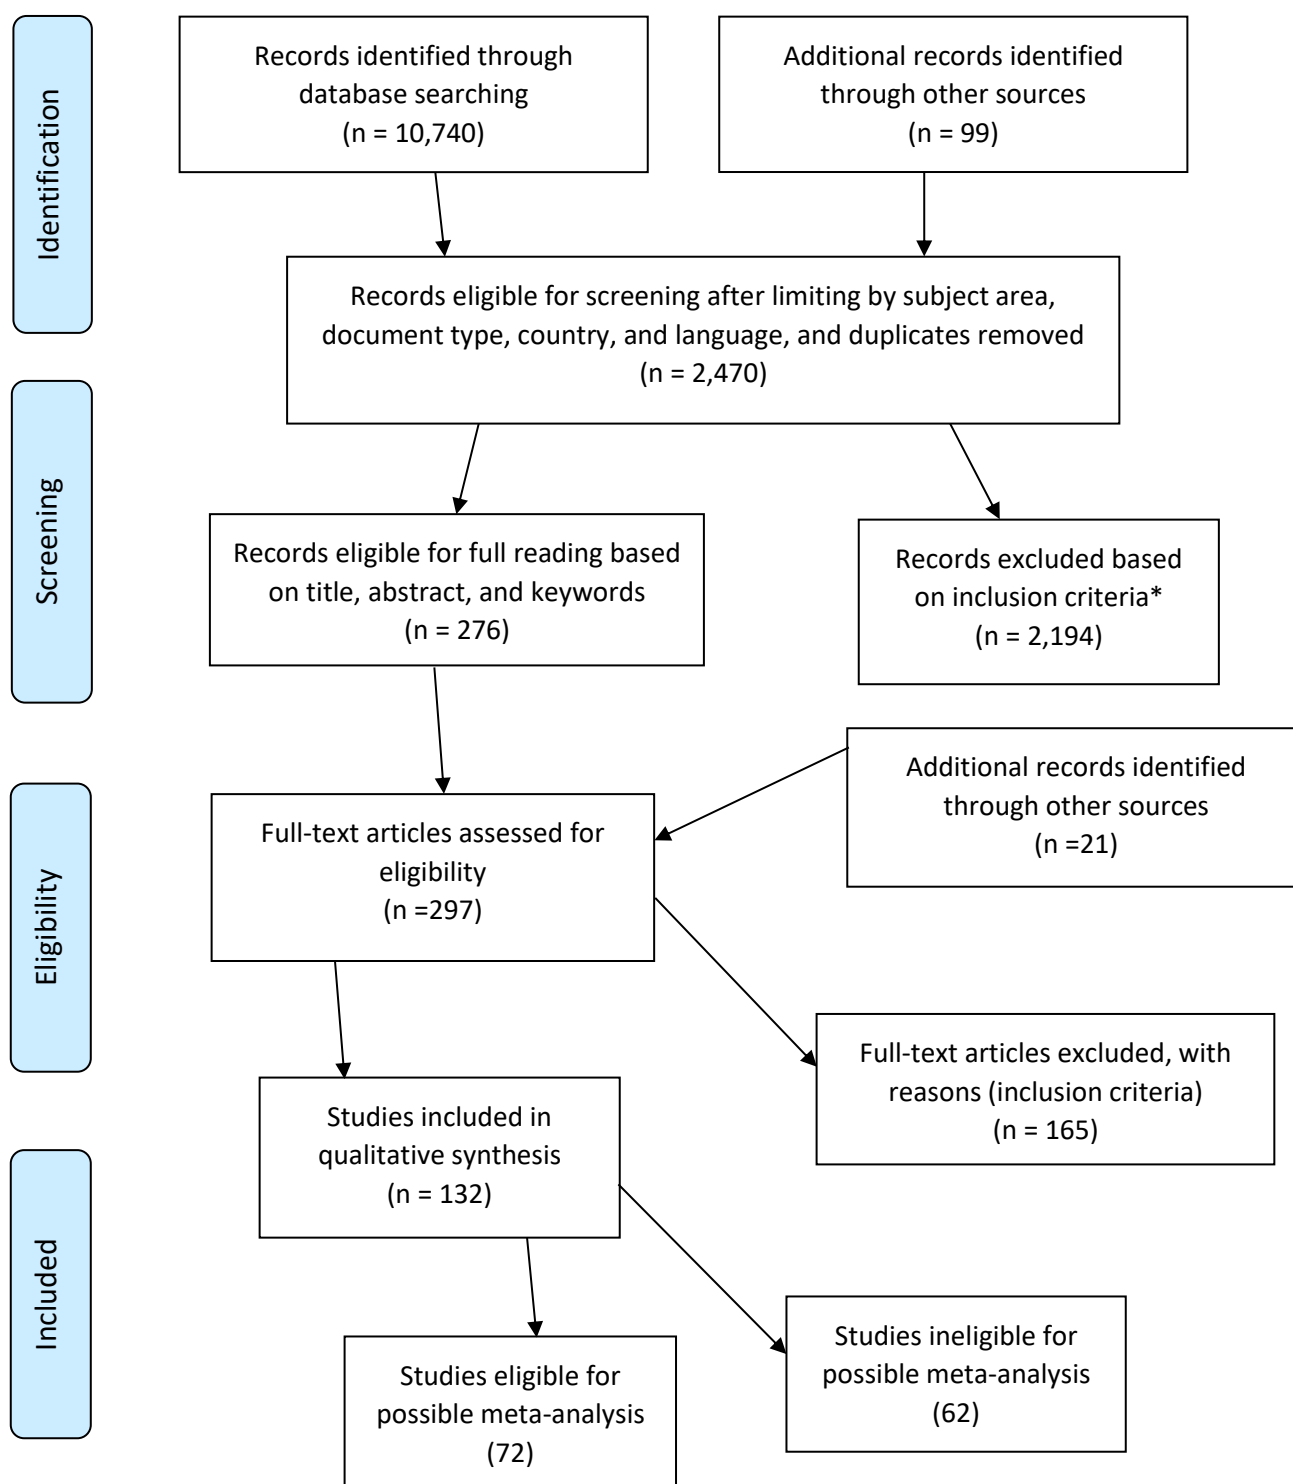 Identification
Records identified through
database searching
(n = 10,740)
Additional records identified
through other sources
(n = 99)
Records eligible for screening after limiting by subject area,
document type, country, and language, and duplicates removed
(n = 2,470)
Screening
Records eligible for full reading based
on title, abstract, and keywords
(n = 276)
Records excluded based
on inclusion criteria*
(n = 2,194)
Additional records identified
through other sources
(n =21)
Eligibility
Full-text articles assessed for
eligibility
(n =297)
Full-text articles excluded, with
reasons (inclusion criteria)
(n = 165)
Included
Studies included in
qualitative synthesis
(n = 132)
Studies ineligible for
possible meta-analysis
(62)
Studies eligible for
possible meta-analysis
(72)